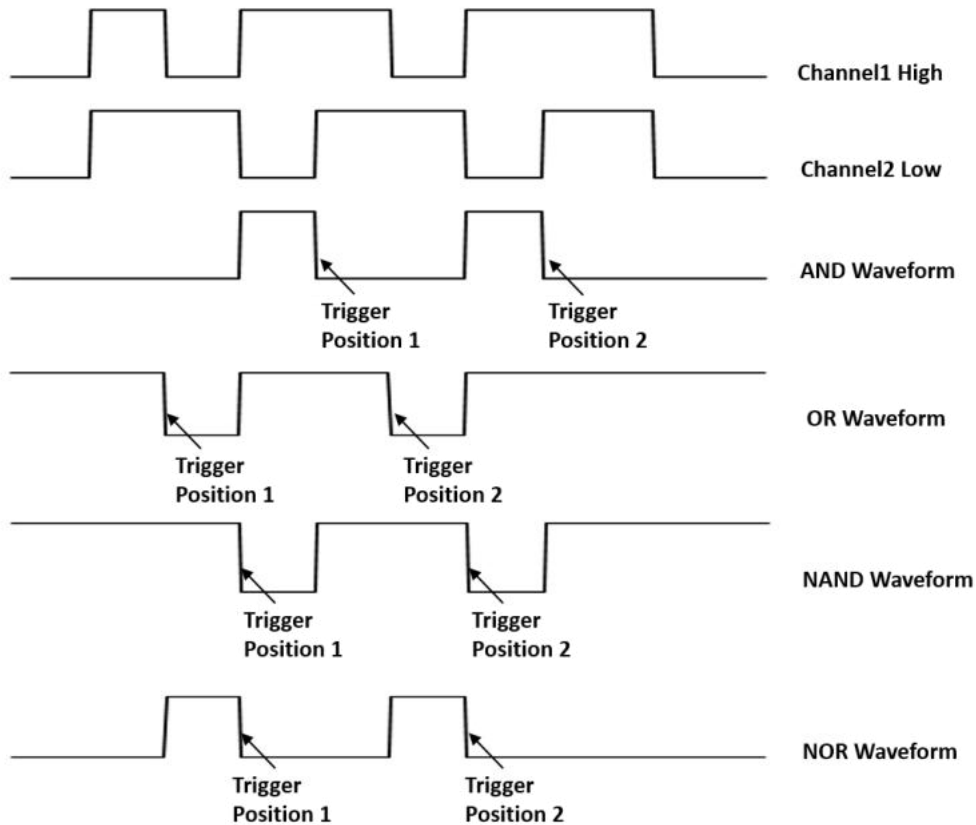 Channel1 High
Channel2 Low
AND Waveform
Trigger
Position 1
Trigger
Position 2
OR Waveform
Trigger
Position 1
Trigger
Position 2
NAND Waveform
Trigger
Position 1
Trigger
Position 2
NOR Waveform
Trigger
Position 1
Trigger
Position 2